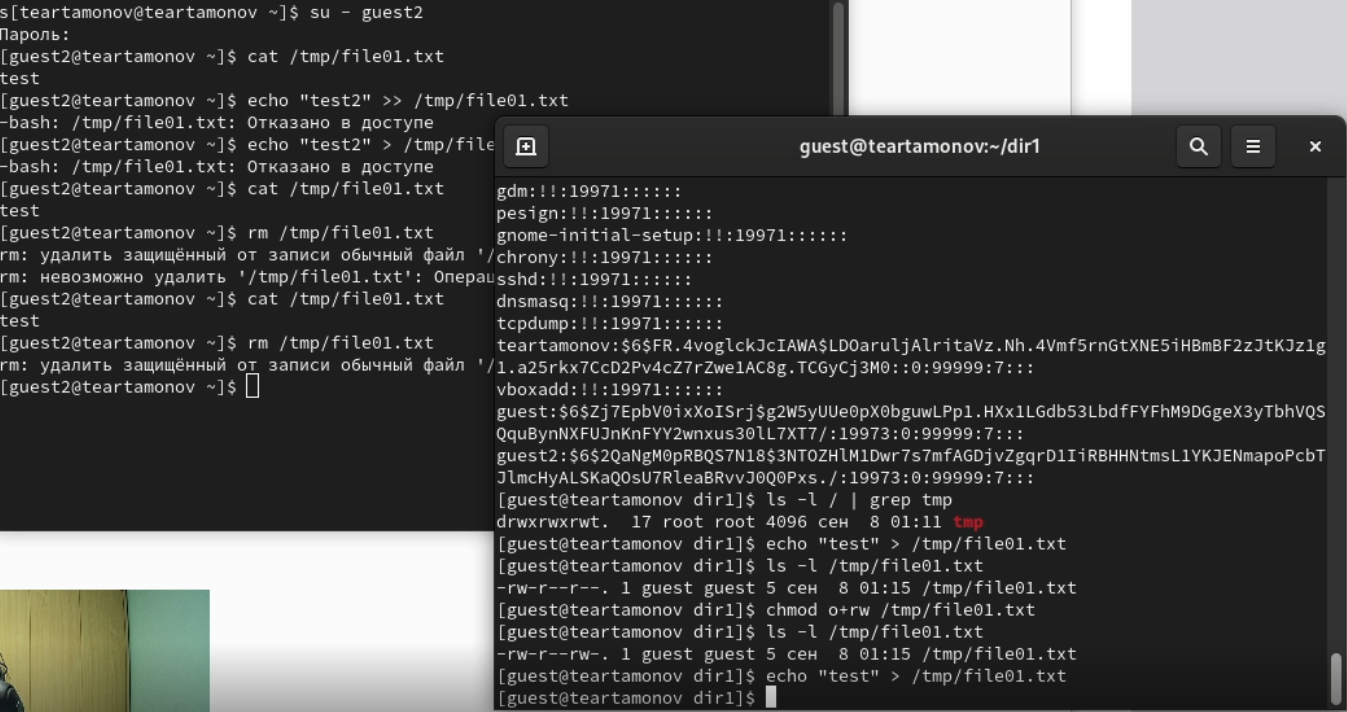 s[teartamonov@teartamonov ~]$ su - guest2
Пароль:
[guest2@teartamonov ~]$ cat /tmp/file01.txt
test
[guest2@teartamonov ~]$ echo "test2" >> /tmp/file01.txt
-bash: /tmp/file01.txt: Отказано в доступе
[guest2@teartamonov ~]$ echo "test2" > /tmp/file
-bash: /tmp/file01.txt: Отказано в доступе
[guest2@teartamonov ~]$ cat /tmp/file01.txt
test
[guest2@teartamonov ~]$ rm /tmp/file01.txt
rm: удалить защищённый от записи обычный файл '/
rm: невозможно удалить '/tmp/file01.txt': Операц
[guest2@teartamonov ~]$ cat /tmp/file01.txt
test
[guest2@teartamonov ~]$ rm /tmp/file01.txt
rm: удалить защищённый от записи обычный файл '/
[guest2@teartamonov ~]$
guest@teartamonov:~/dir1
gdm:!!:19971::::::
pesign:!!:19971::::::
gnome-initial-setup:!!:19971::::::
chrony:!!:19971::::::
sshd:!!:19971::::::
dnsmasq:!!:19971::::::
tcpdump:!!:19971::::::
teartamonov:$6$FR.4voglckJcIAWA$LDOaruljAlritaVz.Nh.4Vmf5rnGtXNE5iHBmBF2zJtKJz1g
1.a25rkx7CcD2Pv4cZ7rZwe1AC8g.TCGyCj3M0::0:99999:7:::
vboxadd:!!:19971::::::
guest:$6$Zj7EpbV0ixXoISrj$g2W5yUUe0pX0bguwLPp1.HXx1LGdb53LbdfFYFhM9DGgeX3yTbhVQS
QquBynNXFUJnKnFYY2wnxus30lL7XT7/:19973:0:99999:7:::
guest2:$6$2QaNgM0pRBQS7N18$3NTOZHlM1Dwr7s7mfAGDjvZgqrD1IiRBHHNtmsL1YKJENmapoPcbT
JlmcHyALSKaQOsU7RleaBRvvJ0Q0Pxs./:19973:0:99999:7:::
[guest@teartamonov dir1]$ ls -l / | grep tmp
drwxrwxrwt.  17 root root 4096 сен  8 01:11 tmp
[guest@teartamonov dir1]$ echo "test" > /tmp/file01.txt
[guest@teartamonov dir1]$ ls -l /tmp/file01.txt
-rw-r--r--. 1 guest guest 5 сен  8 01:15 /tmp/file01.txt
[guest@teartamonov dir1]$ chmod o+rw /tmp/file01.txt
[guest@teartamonov dir1]$ ls -l /tmp/file01.txt
-rw-r--rw-. 1 guest guest 5 сен  8 01:15 /tmp/file01.txt
[guest@teartamonov dir1]$ echo "test" > /tmp/file01.txt
[guest@teartamonov dir1]$